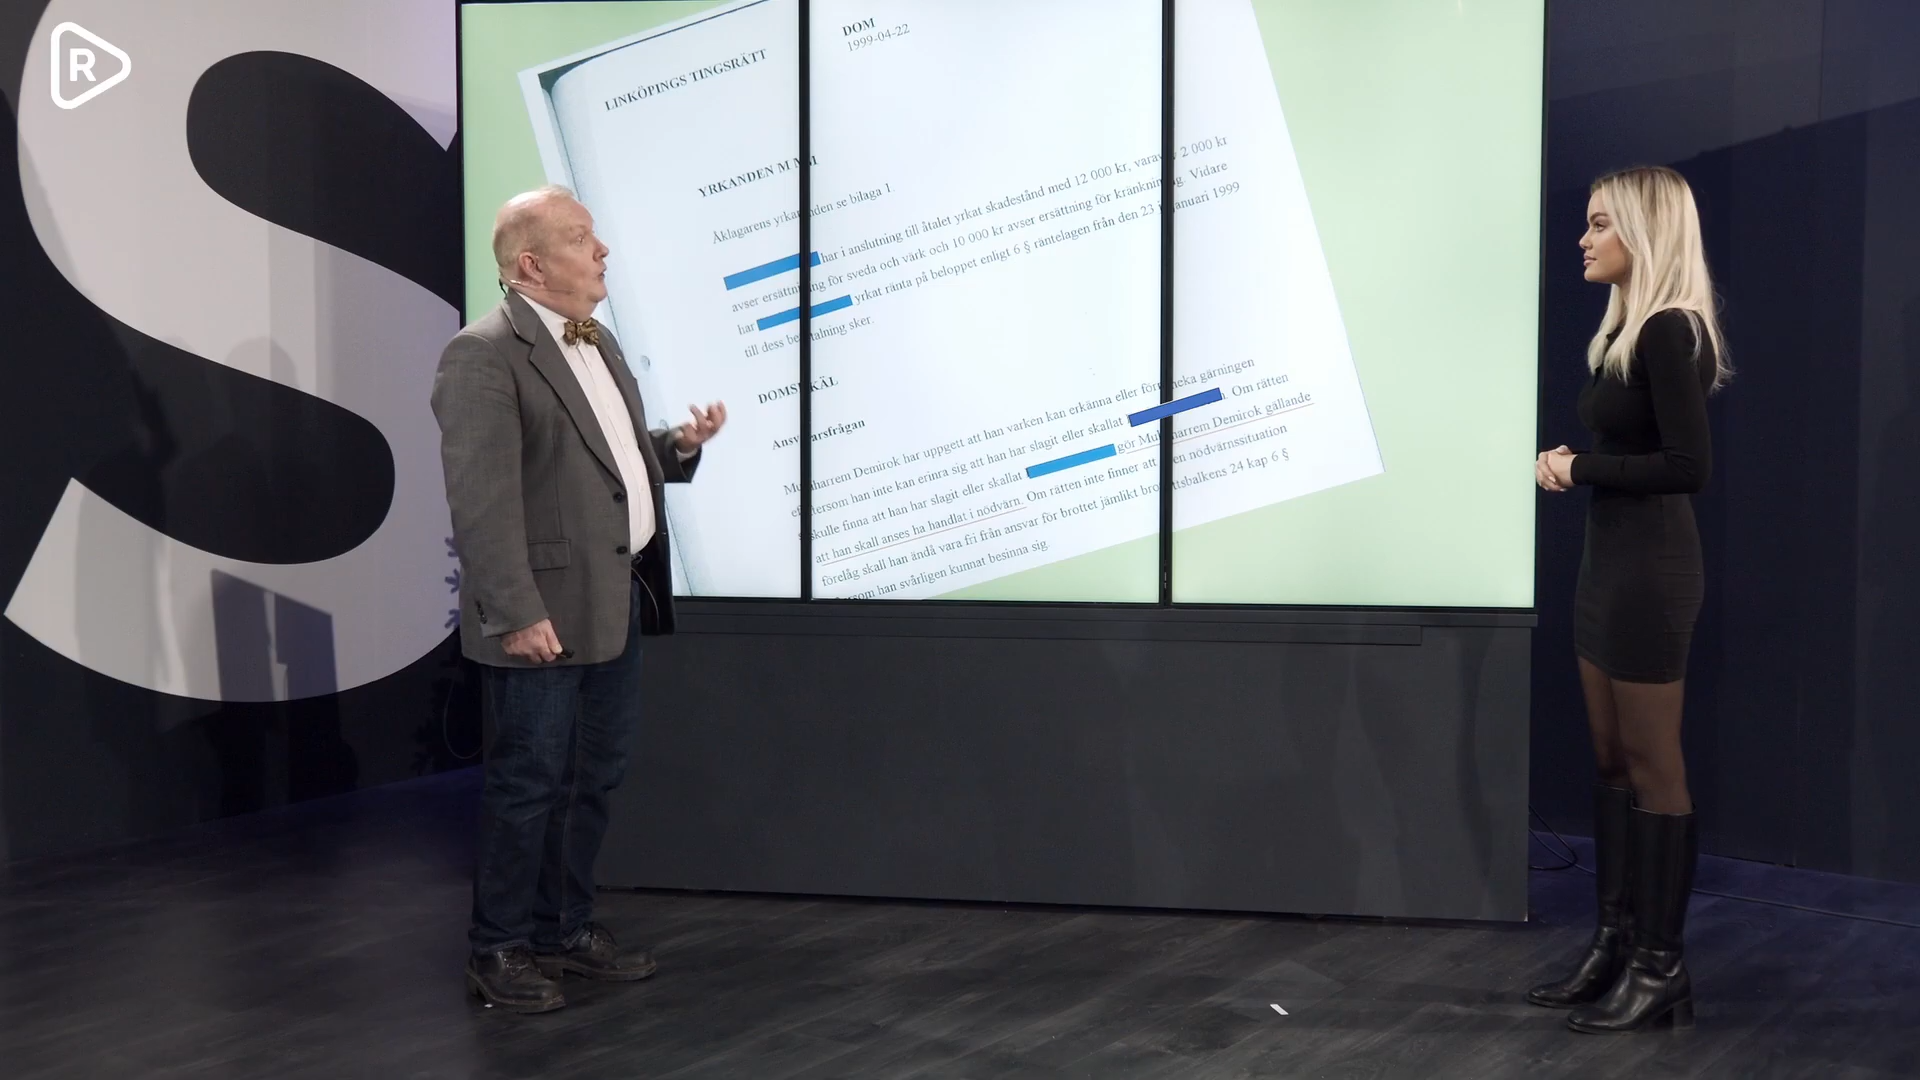 R
S
DOM
1999-04-22
LINKÖPINGS TINGSRÄTT
YRKANDEN M M
Åklagarens yrkanden se bilaga 1.
har i anslutning till åtalet yrkat skadestånd med 12 000 kr, varav 2 000 kr
avser ersättning för sveda och värk och 10 000 kr avser ersättning för kränkning. Vidare
har yrkat ränta på beloppet enligt 6 § räntelagen från den 23 januari 1999
till dess betalning sker.
DOMSKÄL
Ansvarsfrågan
Muharrem Demirok har uppgett att han varken kan erkänna eller förneka gärningen
eftersom han inte kan erinra sig att han har slagit eller skallat Om rätten
skulle finna att han har slagit eller skallat gör Muharrem Demirok gällande
att han skall anses ha handlat i nödvärn. Om rätten inte finner att en nödvärnssituation
förelåg skall han ändå vara fri från ansvar för brottet jämlikt brottsbalkens 24 kap 6 §
eftersom han svårligen kunnat besinna sig.